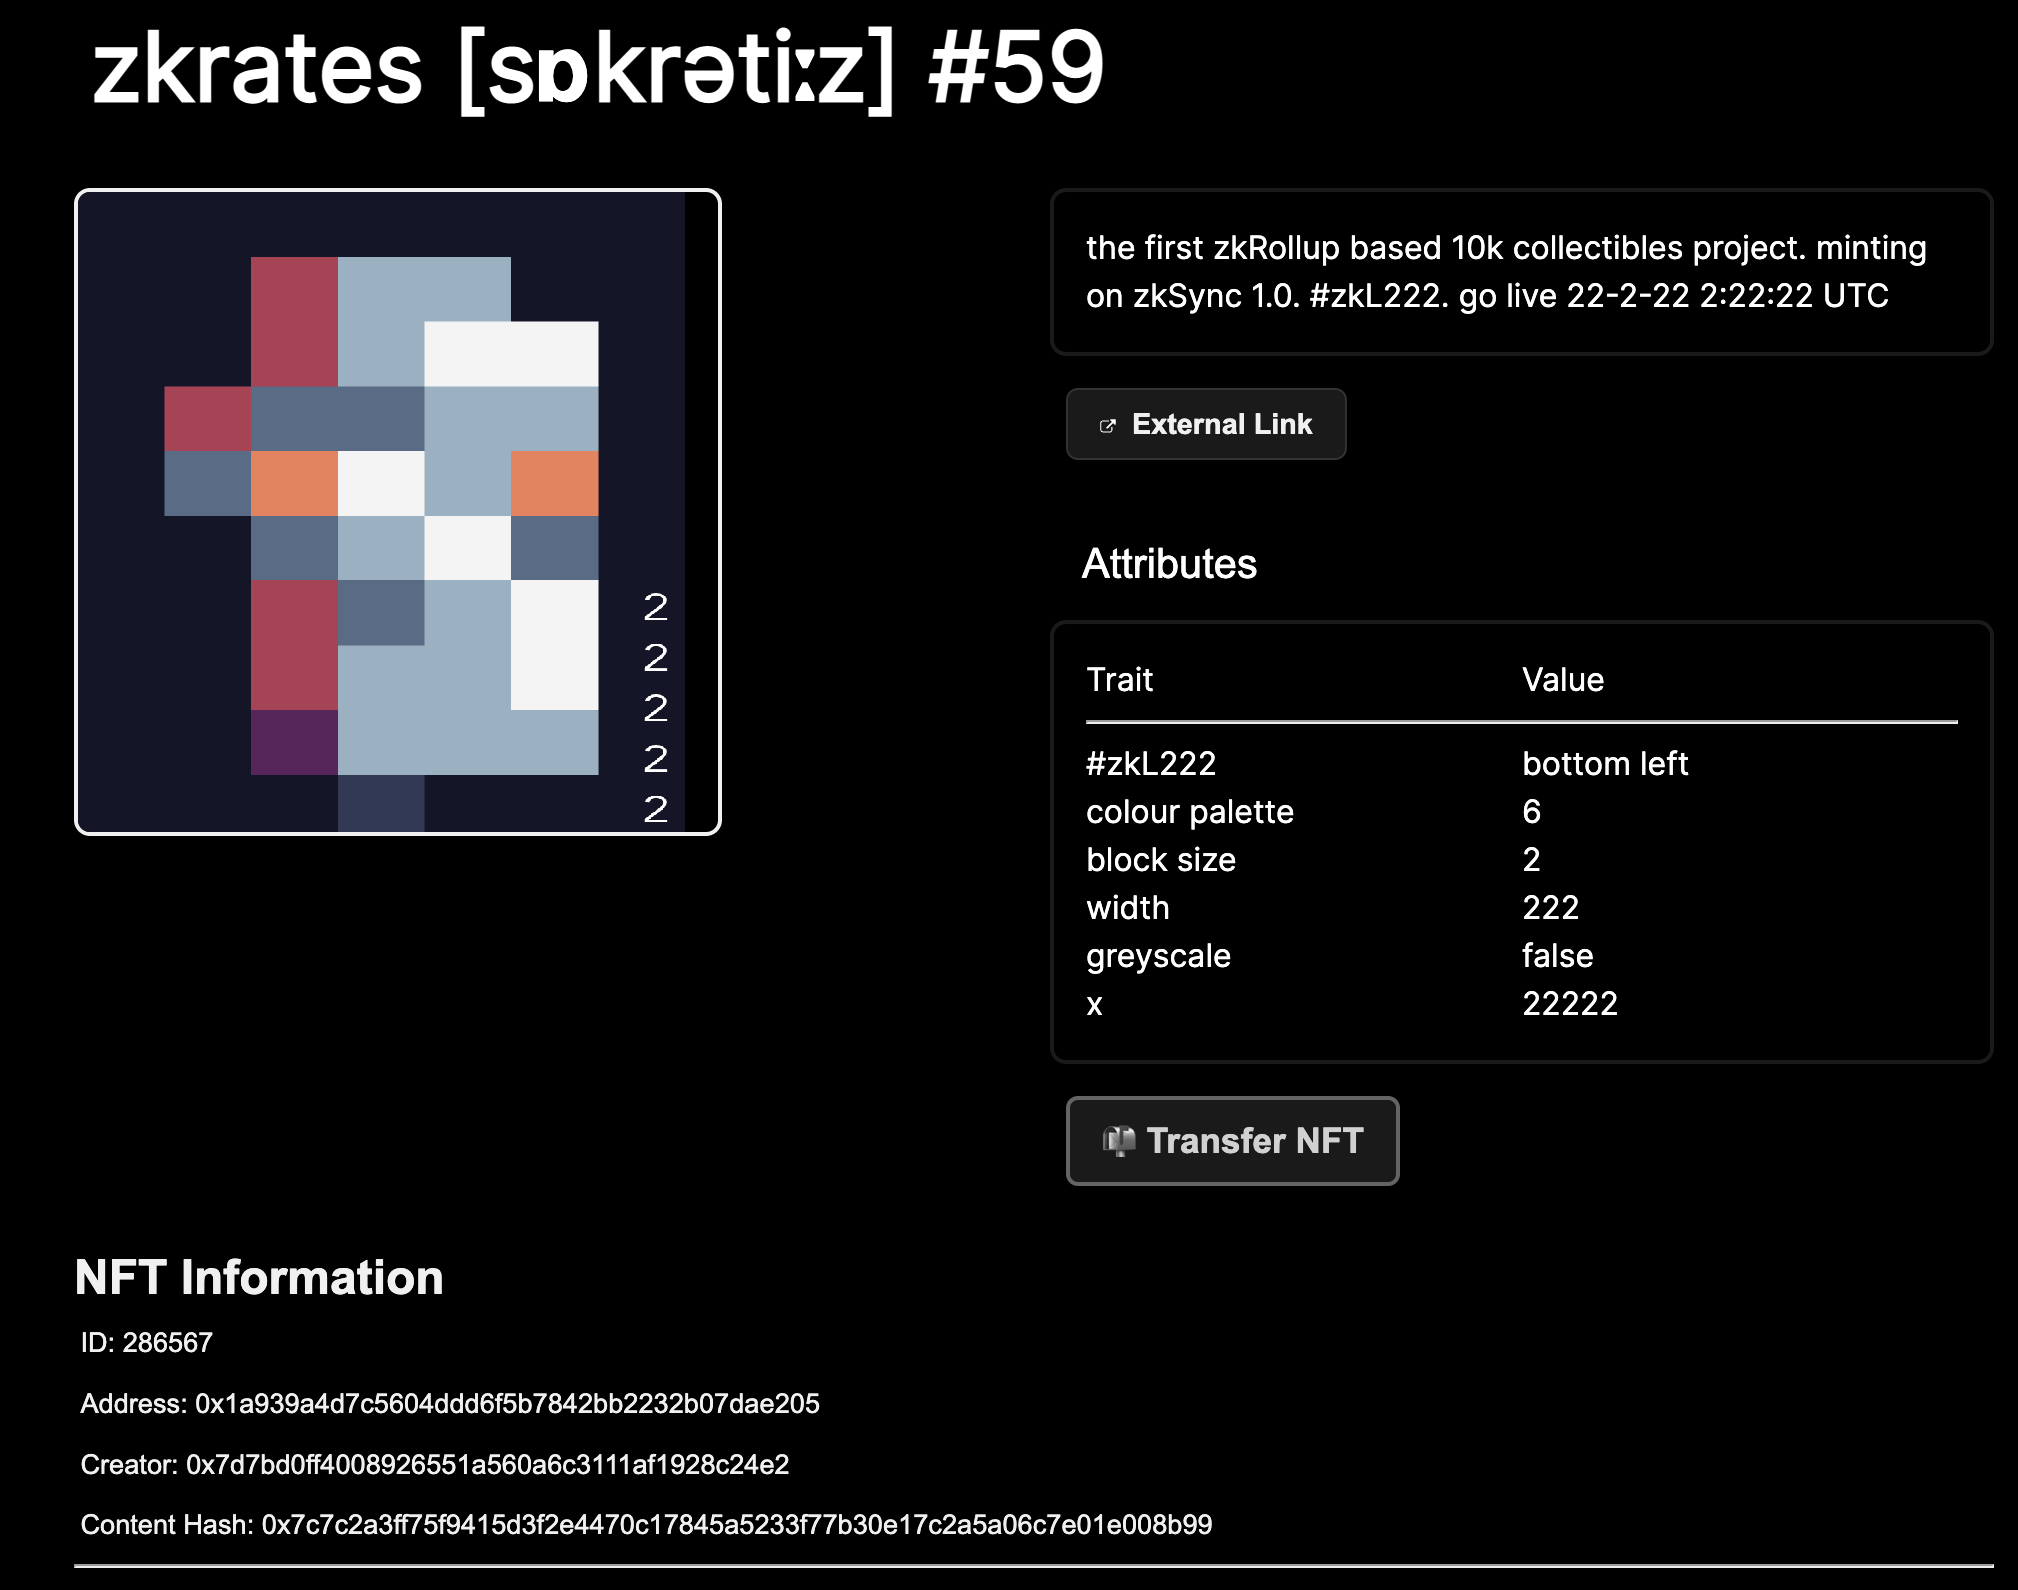 zkrates [sɒkrətiːz] #59
2
2
2
2
2
the first zkRollup based 10k collectibles project. minting
on zkSync 1.0. #zkL222. go live 22-2-22 2:22:22 UTC
External Link
Attributes
Trait Value
#zkL222 bottom left
colour palette 6
block size 2
width 222
greyscale false
x 22222
Transfer NFT
NFT Information
ID: 286567
Address: 0x1a939a4d7c5604ddd6f5b7842bb2232b07dae205
Creator: 0x7d7bd0ff4008926551a560a6c3111af1928c24e2
Content Hash: 0x7c7c2a3ff75f9415d3f2e4470c17845a5233f77b30e17c2a5a06c7e01e008b99